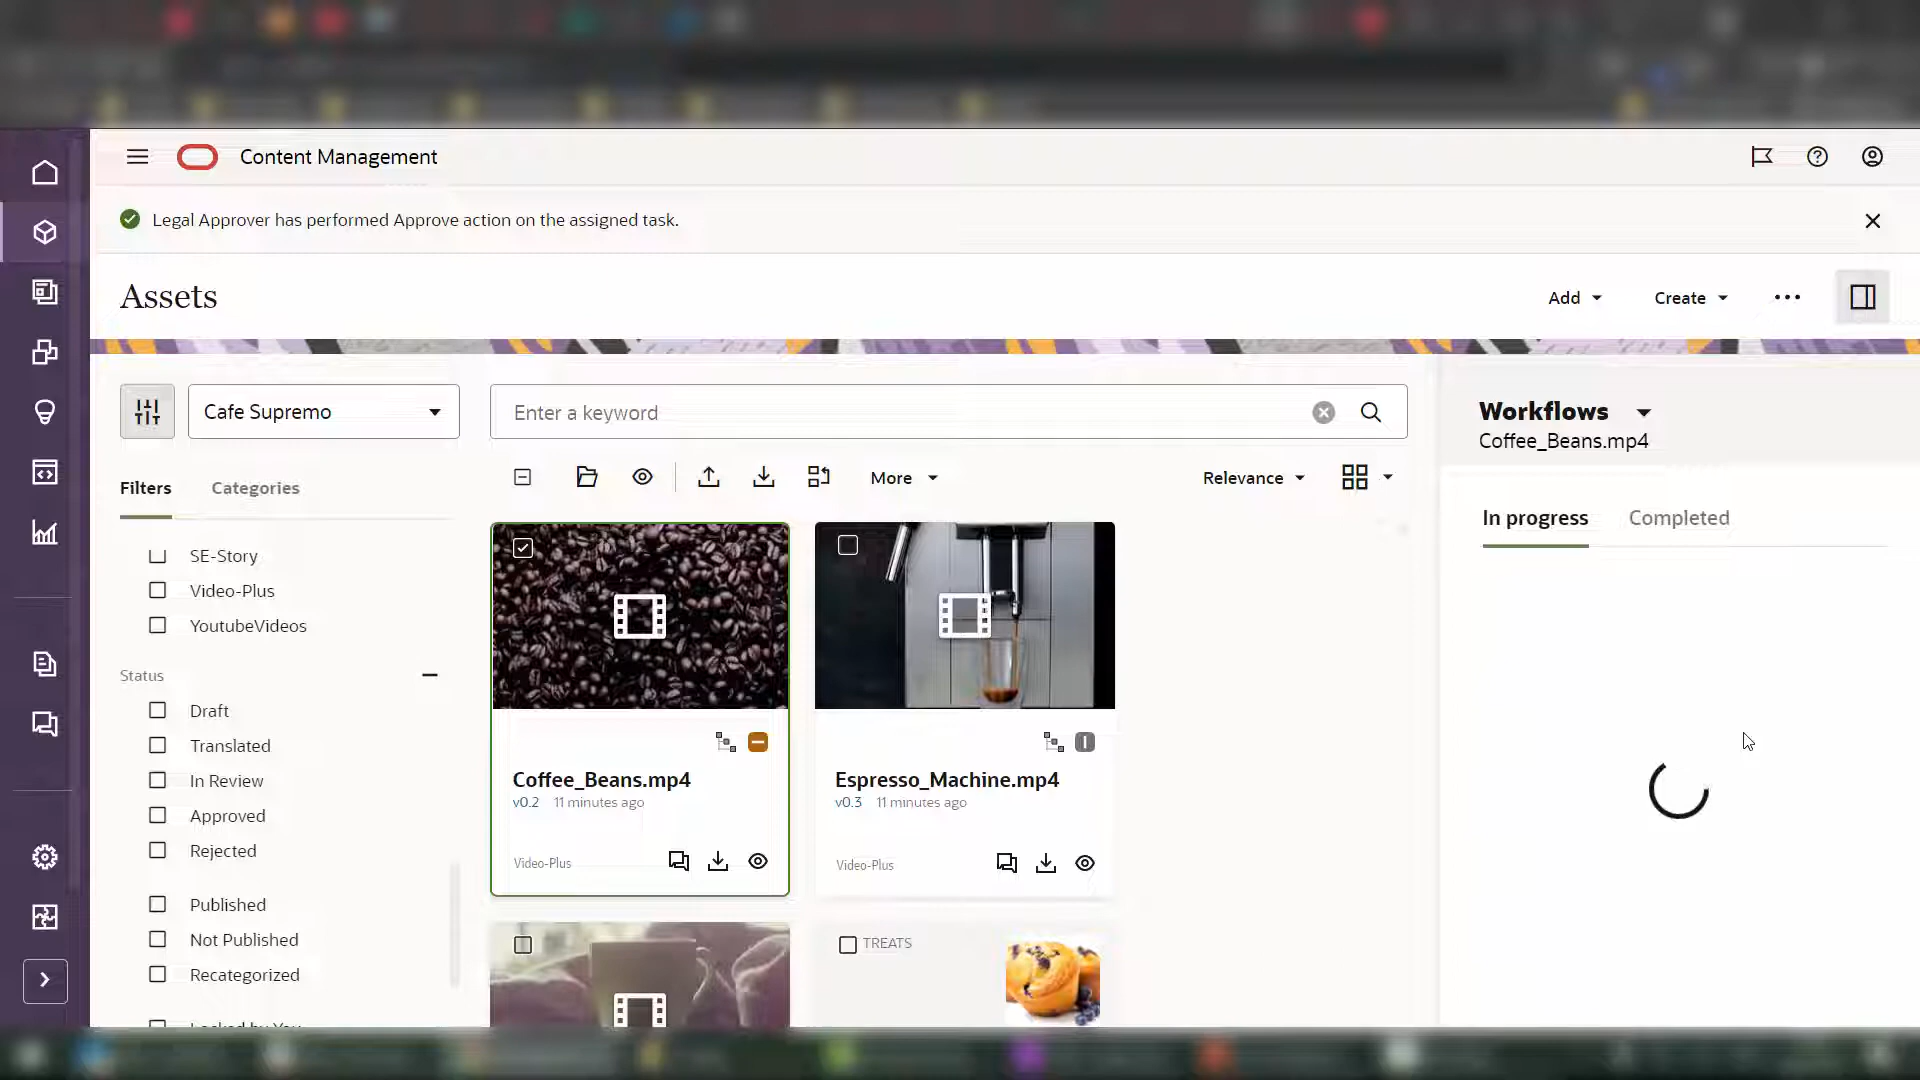 Content Management
Legal Approver has performed Approve action on the assigned task.
Assets
Add
Create
Cafe Supremo
Enter a keyword
Workflows
Coffee_Beans.mp4
Filters
Categories
More
Relevance
In progress
Completed
SE-Story
Video-Plus
YoutubeVideos
Status
Draft
Translated
In Review
Approved
Rejected
Published
Not Published
Recategorized
Locked by You
Coffee_Beans.mp4
v0.2 11 minutes ago
Video-Plus
Espresso_Machine.mp4
v0.3 11 minutes ago
Video-Plus
TREATS